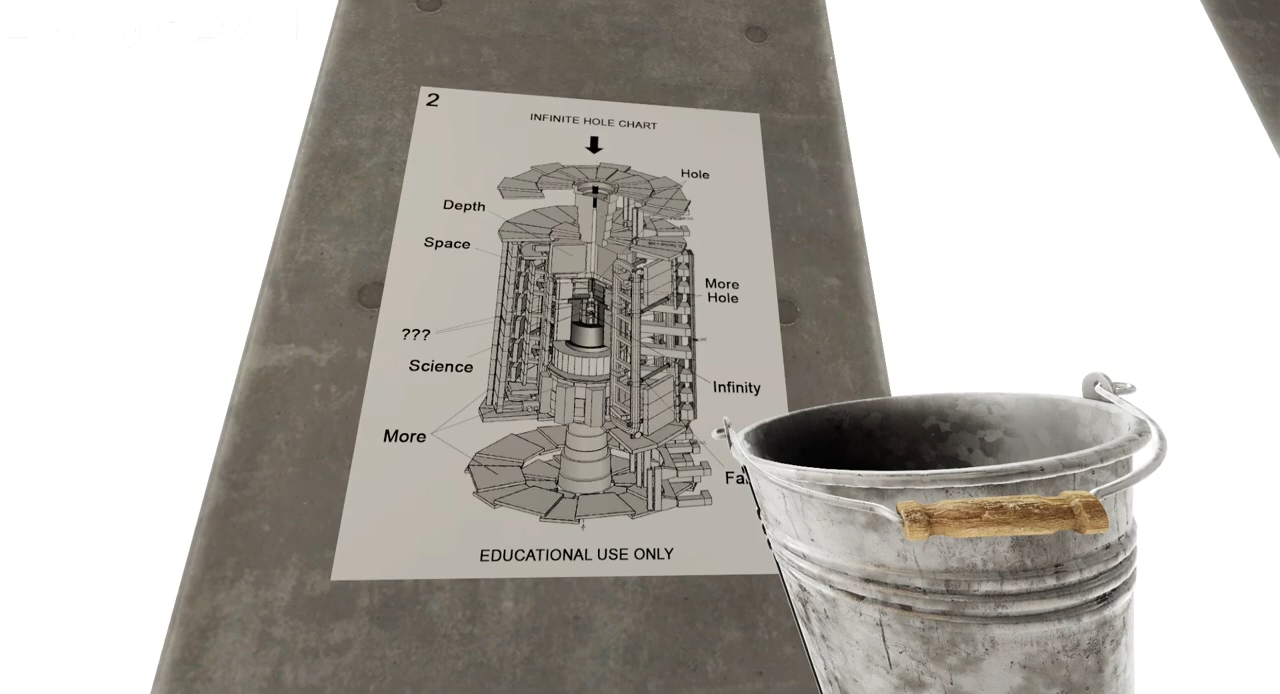 2
INFINITE HOLE CHART
Hole
Depth
Space
More
Hole
???
Science
Infinity
More
EDUCATIONAL USE ONLY